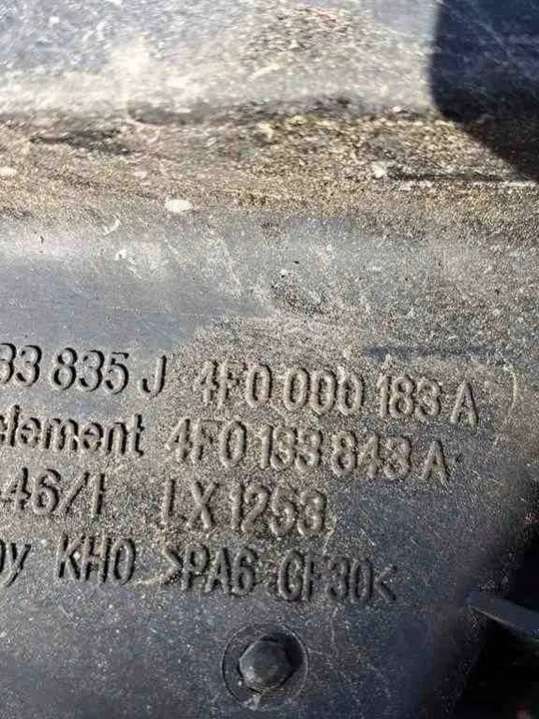 33 835 J 4F0 000 183 A
element 4F0 133 843 A
46/1 LX 1253
by KHO >PA6-GF30<